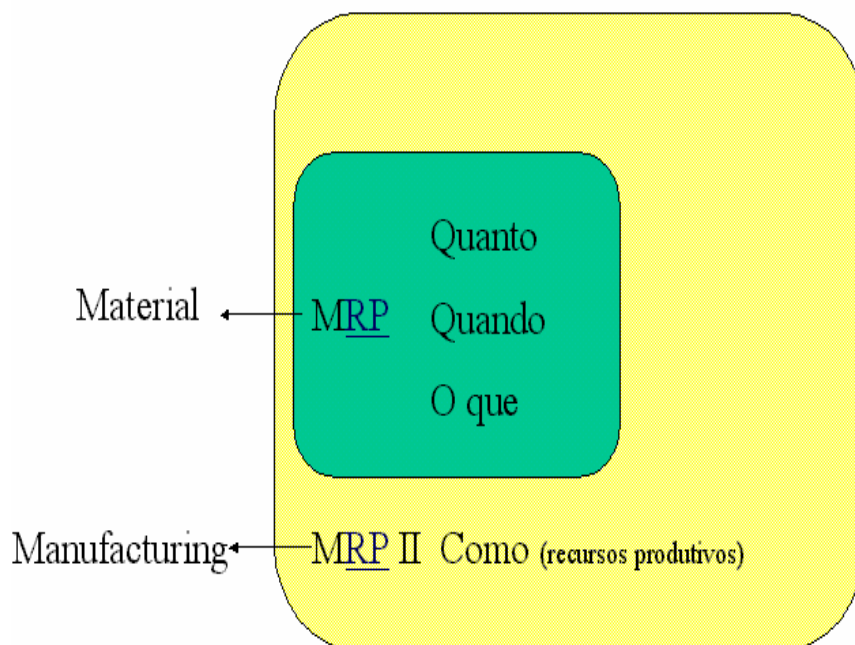 Quanto
Material MRP Quando
O que
Manufacturing MRP II Como (recursos produtivos)